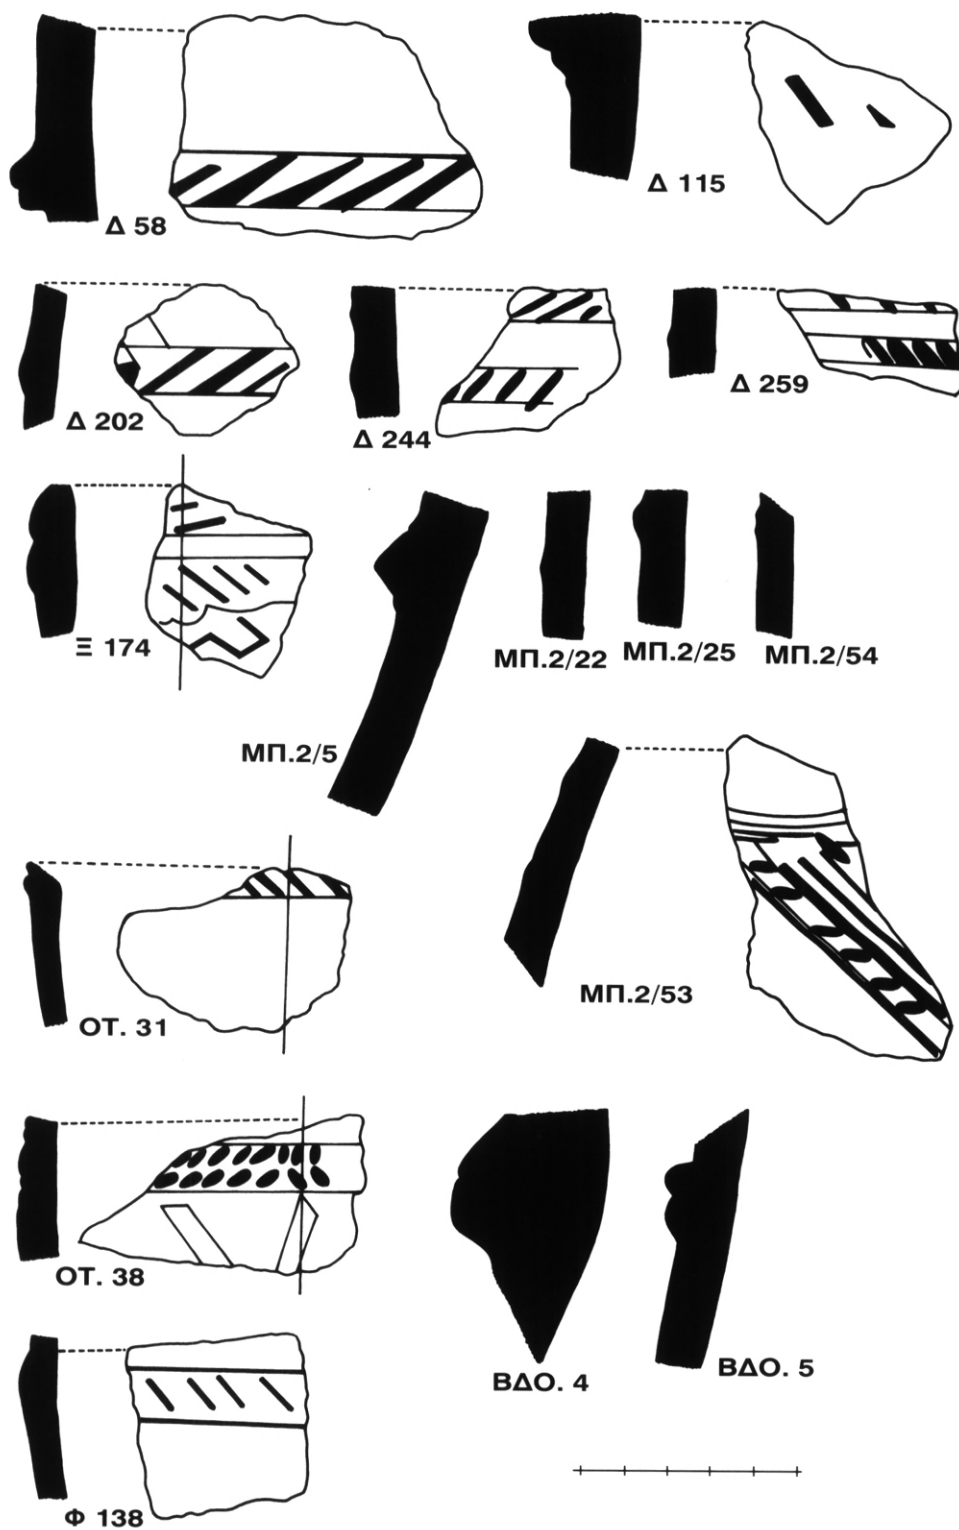 Δ 58
Δ 115
Δ 202
Δ 244
Δ 259
Ξ 174
ΜΠ.2/5
ΜΠ.2/22
ΜΠ.2/25
ΜΠ.2/54
ΟΤ. 31
ΜΠ.2/53
ΟΤ. 38
ΒΔΟ. 4
ΒΔΟ. 5
Φ 138